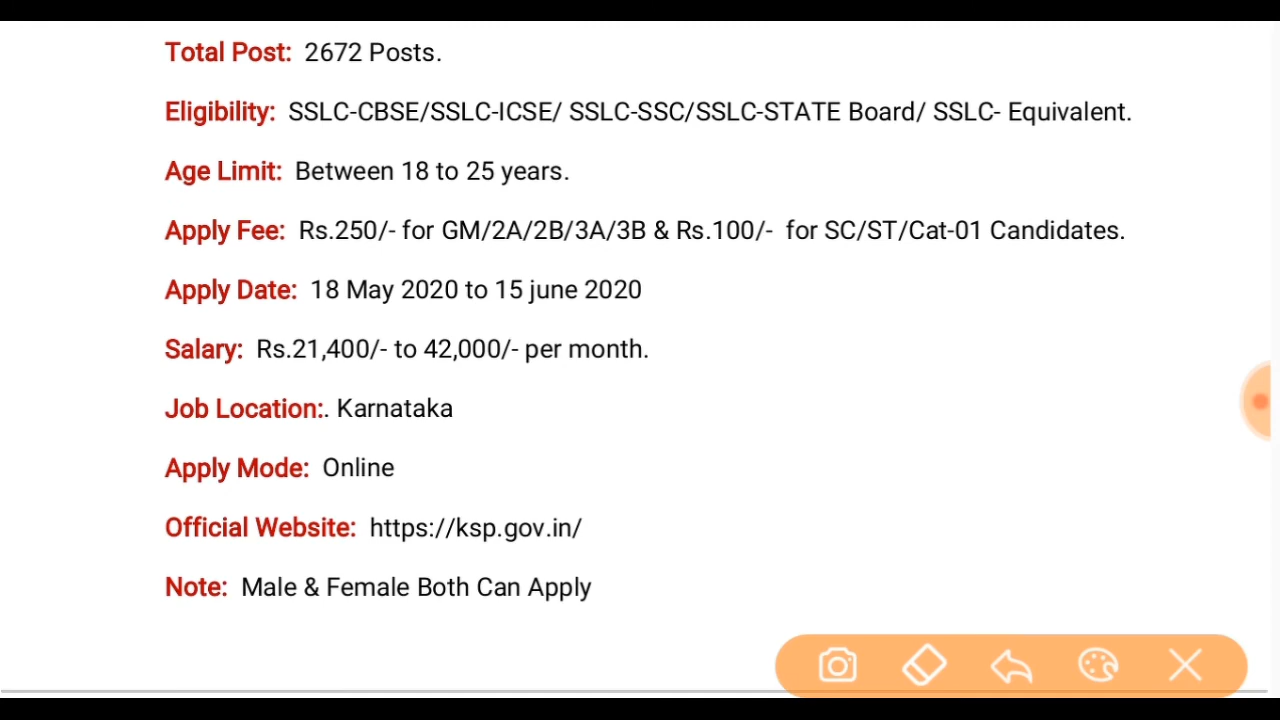 Total Post: 2672 Posts.
Eligibility: SSLC-CBSE/SSLC-ICSE/ SSLC-SSC/SSLC-STATE Board/ SSLC- Equivalent.
Age Limit: Between 18 to 25 years.
Apply Fee: Rs.250/- for GM/2A/2B/3A/3B & Rs.100/- for SC/ST/Cat-01 Candidates.
Apply Date: 18 May 2020 to 15 june 2020
Salary: Rs.21,400/- to 42,000/- per month.
Job Location:. Karnataka
Apply Mode: Online
Official Website: https://ksp.gov.in/
Note: Male & Female Both Can Apply